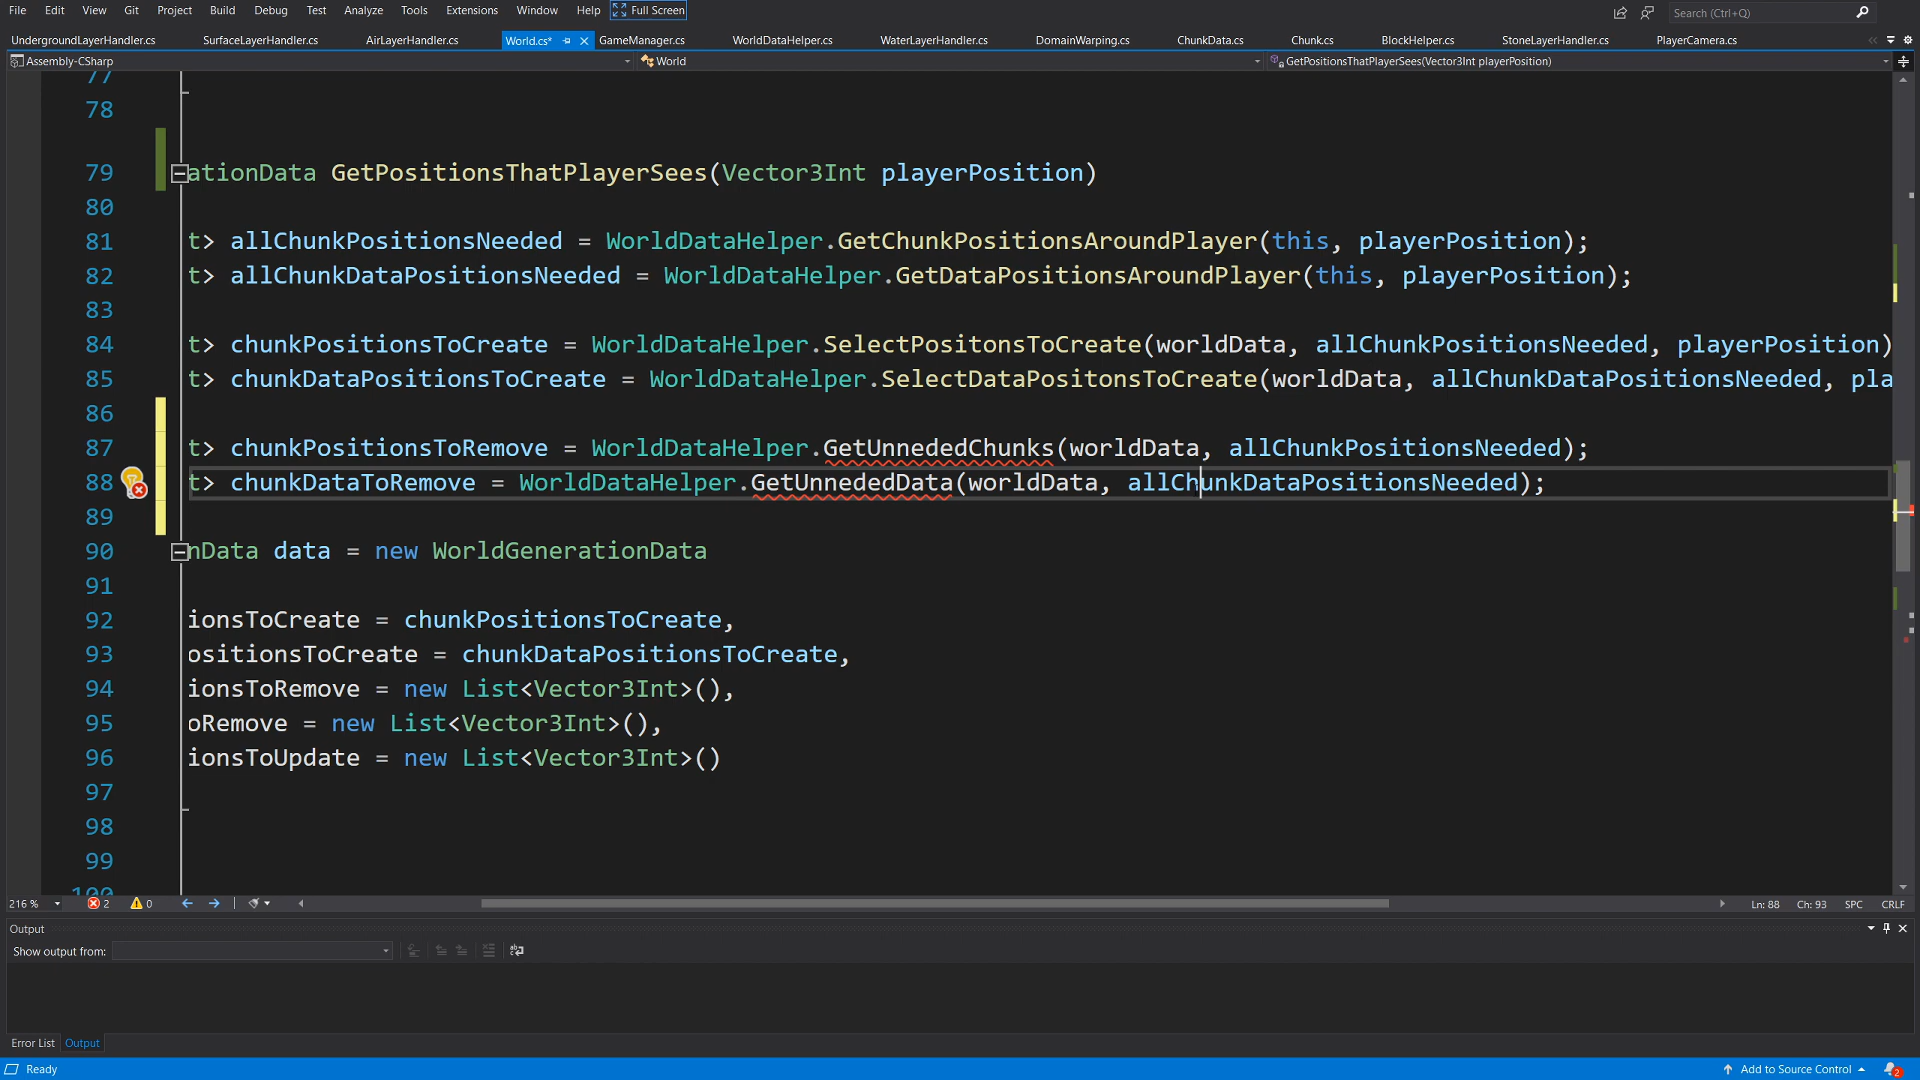 File Edit View Git Project Build Debug Test Analyze Tools Extensions Window Help Full Screen Search (Ctrl+Q)
UndergroundLayerHandler.cs SurfaceLayerHandler.cs AirLayerHandler.cs World.cs* GameManager.cs WorldDataHelper.cs WaterLayerHandler.cs DomainWarping.cs ChunkData.cs Chunk.cs BlockHelper.cs StoneLayerHandler.cs PlayerCamera.cs
Assembly-CSharp World GetPositionsThatPlayerSees(Vector3Int playerPosition)
77
78
79 ationData GetPositionsThatPlayerSees(Vector3Int playerPosition)
80
81 t> allChunkPositionsNeeded = WorldDataHelper.GetChunkPositionsAroundPlayer(this, playerPosition);
82 t> allChunkDataPositionsNeeded = WorldDataHelper.GetDataPositionsAroundPlayer(this, playerPosition);
83
84 t> chunkPositionsToCreate = WorldDataHelper.SelectPositonsToCreate(worldData, allChunkPositionsNeeded, playerPosition)
85 t> chunkDataPositionsToCreate = WorldDataHelper.SelectDataPositonsToCreate(worldData, allChunkDataPositionsNeeded, pla
86
87 t> chunkPositionsToRemove = WorldDataHelper.GetUnnededChunks(worldData, allChunkPositionsNeeded);
88 t> chunkDataToRemove = WorldDataHelper.GetUnnededData(worldData, allChunkDataPositionsNeeded);
89
90 nData data = new WorldGenerationData
91
92 ionsToCreate = chunkPositionsToCreate,
93 ositionsToCreate = chunkDataPositionsToCreate,
94 ionsToRemove = new List<Vector3Int>(),
95 oRemove = new List<Vector3Int>(),
96 ionsToUpdate = new List<Vector3Int>()
97
98
99
100
216 % 2 0 Ln: 88 Ch: 93 SPC CRLF
Output
Show output from:
Error List Output
Ready Add to Source Control 2